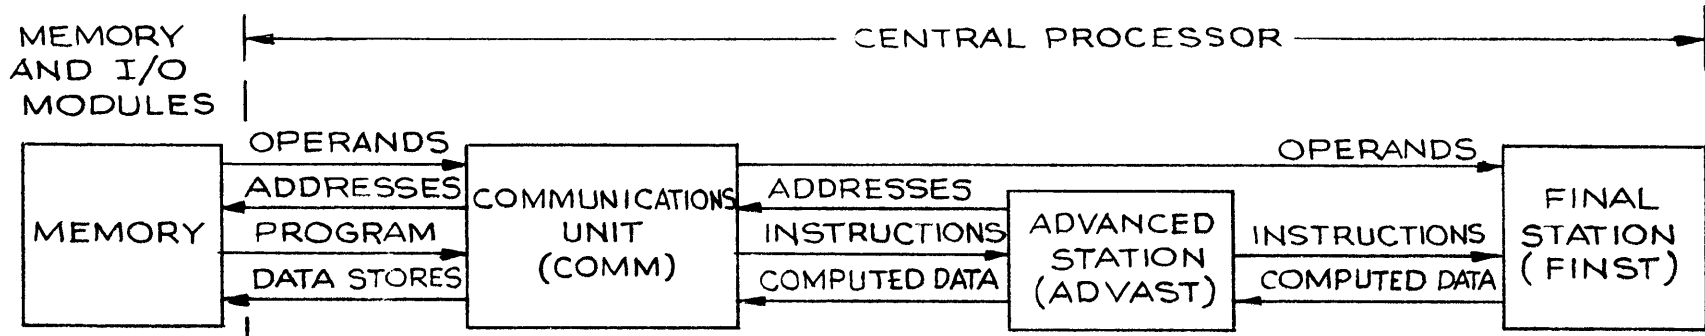 MEMORY
AND I/O
MODULES
CENTRAL PROCESSOR
MEMORY
OPERANDS
ADDRESSES
PROGRAM
DATA STORES
COMMUNICATIONS
UNIT
(COMM)
OPERANDS
ADDRESSES
INSTRUCTIONS
COMPUTED DATA
ADVANCED
STATION
(ADVAST)
INSTRUCTIONS
COMPUTED DATA
FINAL
STATION
(FINST)